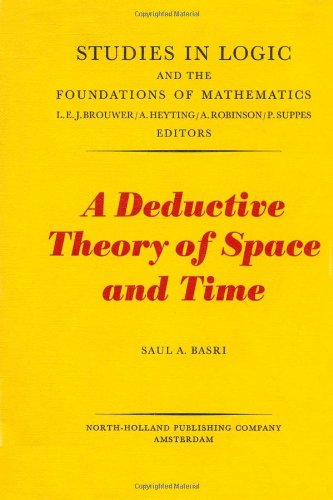 STUDIES IN LOGIC
AND THE
FOUNDATIONS OF MATHEMATICS
L.E.J. BROUWER/A. HEYTING/A. ROBINSON/P. SUPPES
EDITORS
A Deductive
Theory of Space
and Time
SAUL A. BASRI
NORTH-HOLLAND PUBLISHING COMPANY
AMSTERDAM